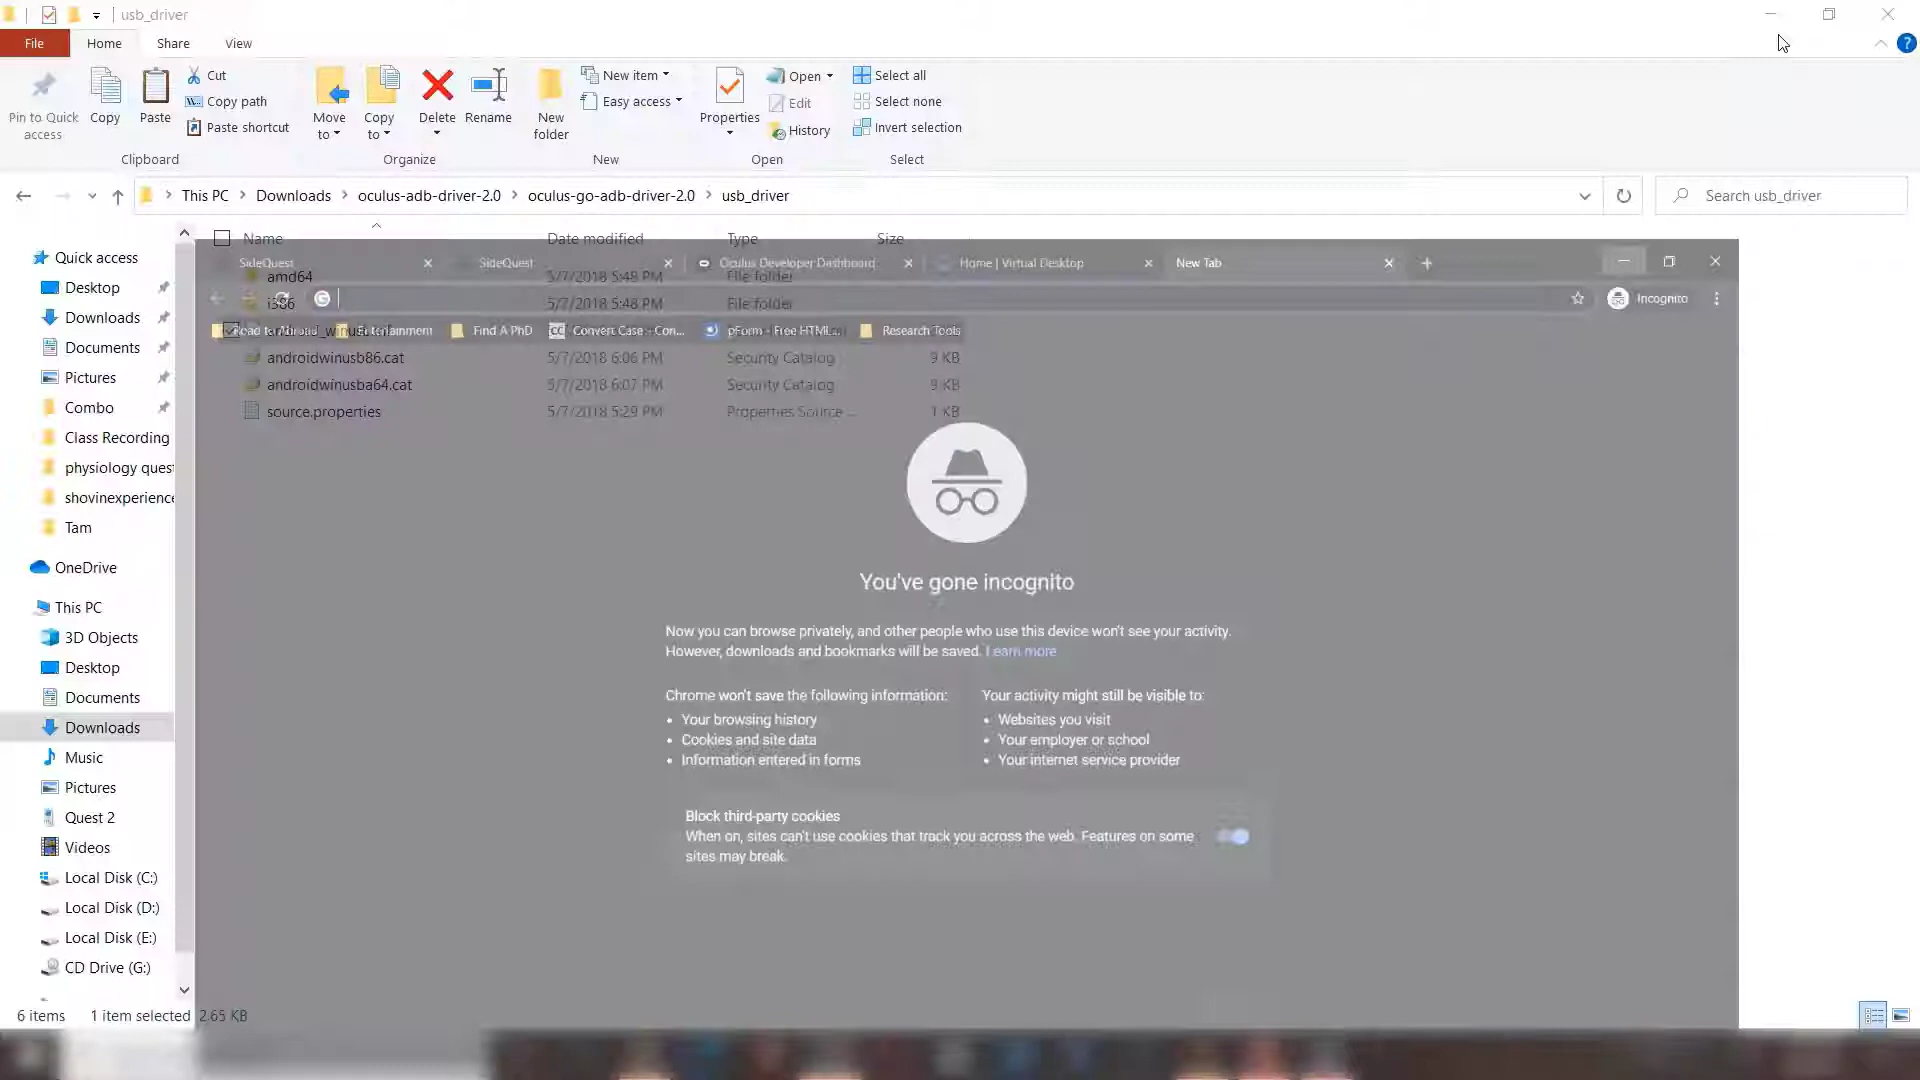 usb_driver
File Home Share View
Pin to Quick access
Copy
Paste
Cut
Copy path
Paste shortcut
Clipboard
Move to
Copy to
Delete
Rename
Organize
New folder
New item
Easy access
New
Properties
Open
Edit
History
Open
Select all
Select none
Invert selection
Select
This PC > Downloads > oculus-adb-driver-2.0 > oculus-go-adb-driver-2.0 > usb_driver
Search usb_driver
Quick access
Desktop
Downloads
Documents
Pictures
Combo
Class Recording
physiology quest
shovinexperience
Tam
OneDrive
This PC
3D Objects
Desktop
Documents
Downloads
Music
Pictures
Quest 2
Videos
Local Disk (C:)
Local Disk (D:)
Local Disk (E:)
CD Drive (G:)
Name Date modified Type Size
amd64 5/7/2018 5:48 PM File folder
i386 5/7/2018 5:48 PM File folder
androidwinusb86.cat 5/7/2018 6:06 PM Security Catalog 9 KB
androidwinusba64.cat 5/7/2018 6:07 PM Security Catalog 9 KB
source.properties 5/7/2018 5:29 PM Properties Source ... 1 KB
SideQuest
SideQuest
Oculus Developer Dashboard
Home | Virtual Desktop
New Tab
Incognito
Road to Abroad
Entertainment
Find A PhD
CC Convert Case - Con...
pForm - Free HTML...
Research Tools
You've gone incognito
Now you can browse privately, and other people who use this device won't see your activity.
However, downloads and bookmarks will be saved. Learn more
Chrome won't save the following information:
• Your browsing history
• Cookies and site data
• Information entered in forms
Your activity might still be visible to:
• Websites you visit
• Your employer or school
• Your internet service provider
Block third-party cookies
When on, sites can't use cookies that track you across the web. Features on some
sites may break.
6 items 1 item selected 2.65 KB